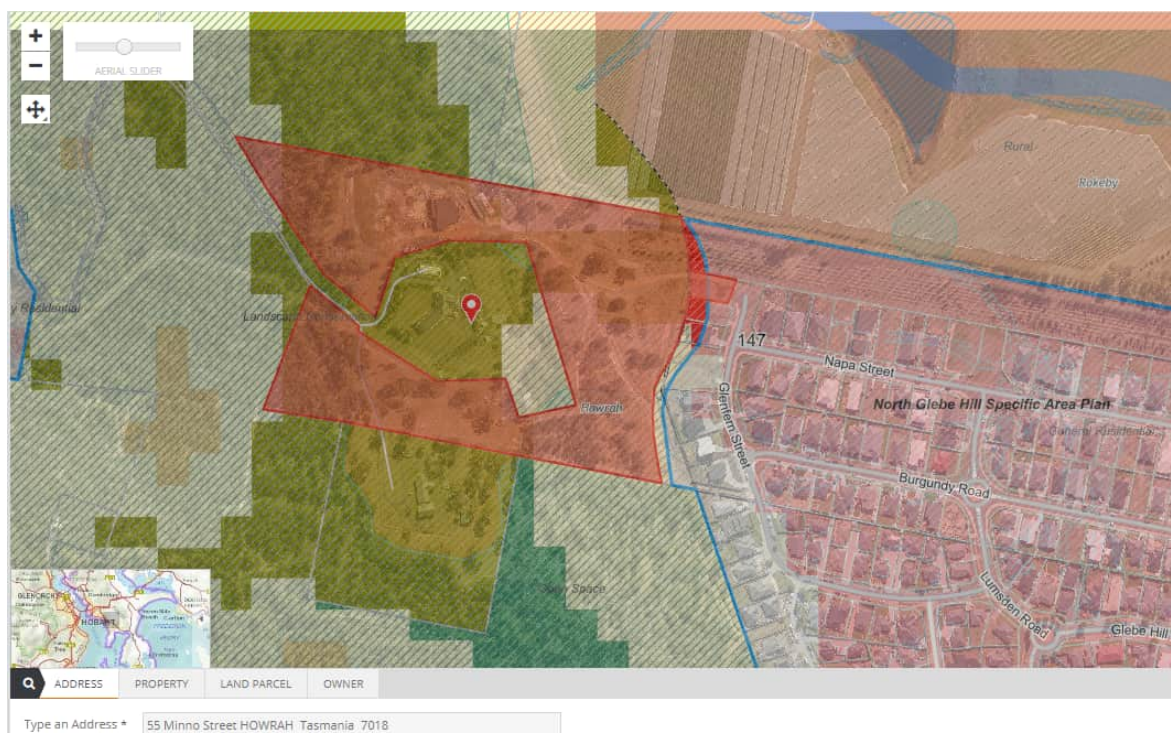 +
AERIAL SLIDER
−
Rural
Rokeby
Residential
147
Napa Street
North Glebe Hill Specific Area Plan
General Residential
Howrah
Glenfern Street
Burgundy Road
Lumsden Road
Glebe Hill
Open Space
HOBART
ADDRESS
PROPERTY
LAND PARCEL
OWNER
Type an Address *
55 Minno Street HOWRAH Tasmania 7018